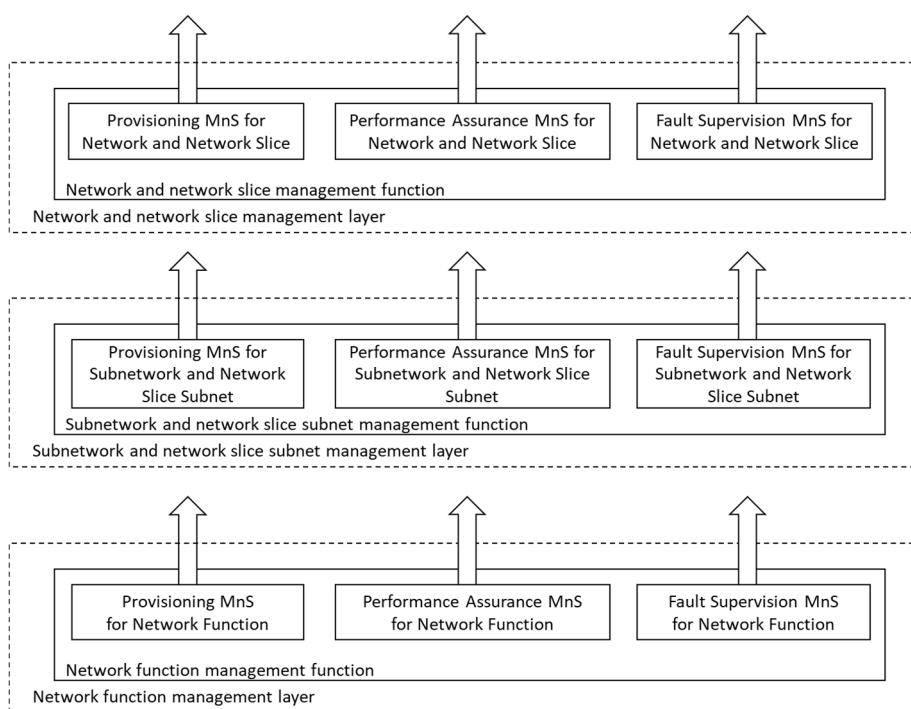 Provisioning MnS for
Network and Network Slice
Performance Assurance MnS for
Network and Network Slice
Fault Supervision MnS for
Network and Network Slice
Network and network slice management function
Network and network slice management layer
Provisioning MnS for
Subnetwork and Network
Slice Subnet
Performance Assurance MnS for
Subnetwork and Network Slice
Subnet
Fault Supervision MnS for
Subnetwork and Network
Slice Subnet
Subnetwork and network slice subnet management function
Subnetwork and network slice subnet management layer
Provisioning MnS
for Network Function
Performance Assurance MnS
for Network Function
Fault Supervision MnS
for Network Function
Network function management function
Network function management layer